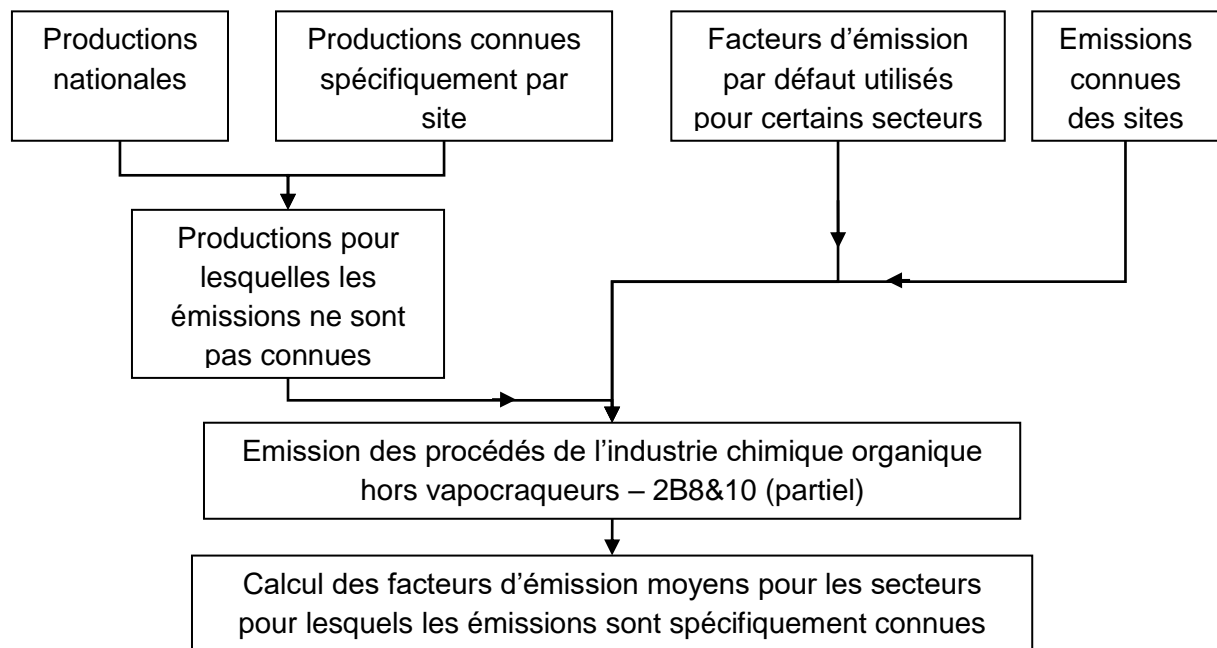 Productions
nationales
Productions connues
spécifiquement par
site
Facteurs d'émission
par défaut utilisés
pour certains secteurs
Emissions
connues
des sites
Productions pour
lesquelles les
émissions ne sont
pas connues
Emission des procédés de l'industrie chimique organique
hors vapocraqueurs – 2B8&10 (partiel)
Calcul des facteurs d'émission moyens pour les secteurs
pour lesquels les émissions sont spécifiquement connues